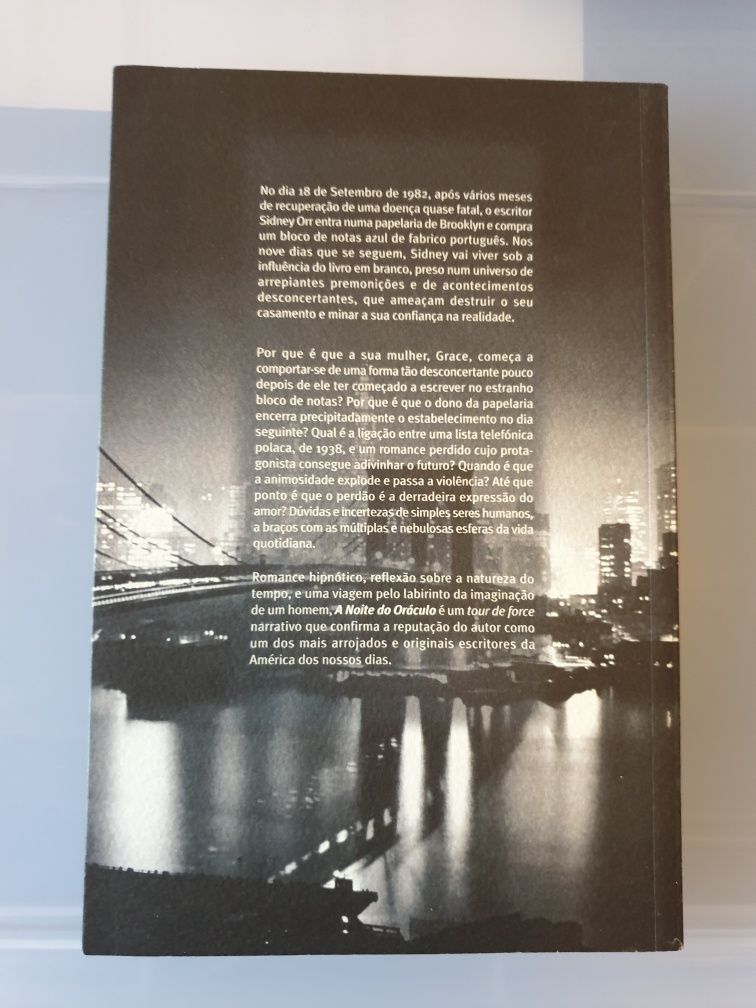 No dia 18 de Setembro de 1982, após vários meses
de recuperação de uma doença quase fatal, o escritor
Sidney Orr entra numa papelaria de Brooklyn e compra
um bloco de notas azul de fabrico português. Nos
nove dias que se seguem, Sidney vai viver sob a
influência do livro em branco, preso num universo de
arrepiantes premonições e de acontecimentos
desconcertantes, que ameaçam destruir o seu
casamento e minar a sua confiança na realidade.
Por que é que a sua mulher, Grace, começa a
comportar-se de uma forma tão desconcertante pouco
depois de ele ter começado a escrever no estranho
bloco de notas? Por que é que o dono da papelaria
encerra precipitadamente o estabelecimento no dia
seguinte? Qual é a ligação entre uma lista telefónica
polaca, de 1938, e um romance perdido cujo prota-
gonista consegue adivinhar o futuro? Quando é que
a animosidade explode e passa a violência? Até que
ponto é que o perdão é a derradeira expressão do
amor? Dúvidas e incertezas de simples seres humanos,
a braços com as múltiplas e nebulosas esferas da vida
quotidiana.
Romance hipnótico, reflexão sobre a natureza do
tempo, e uma viagem pelo labirinto da imaginação
de um homem, A Noite do Oráculo é um tour de force
narrativo que confirma a reputação do autor como
um dos mais arrojados e originais escritores da
América dos nossos dias.